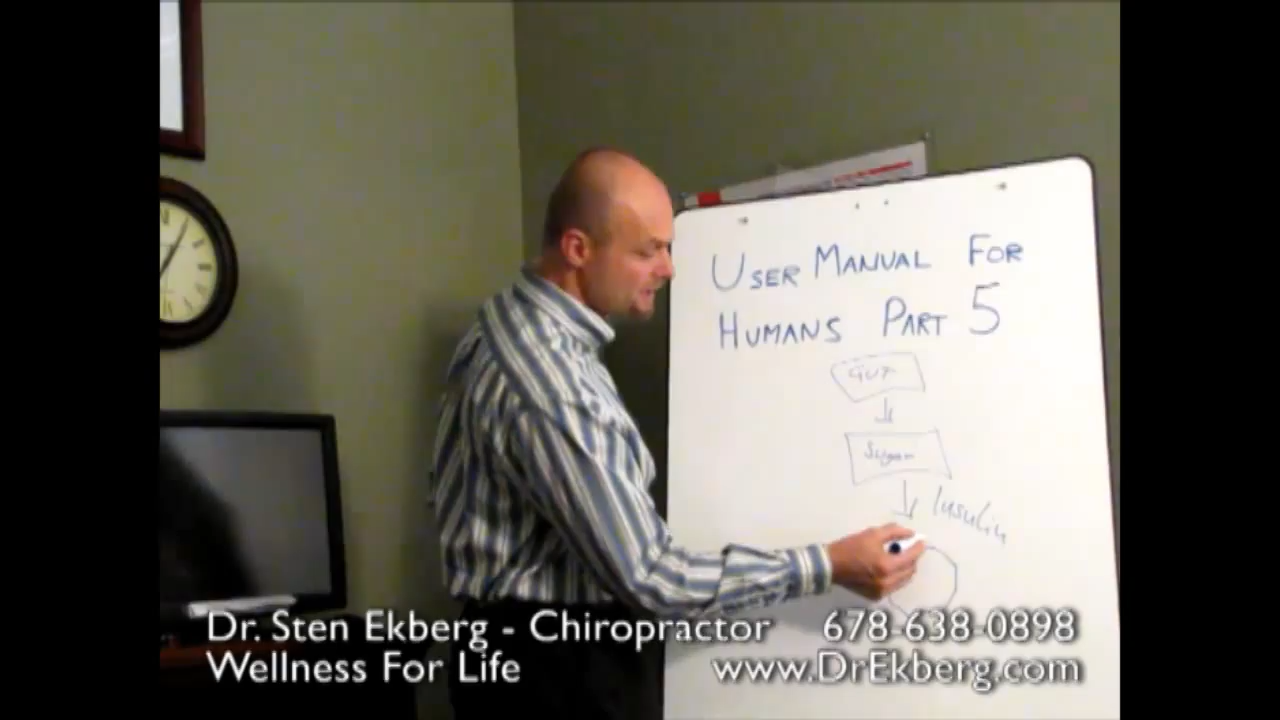 USER MANUAL FOR
HUMANS PART 5
GUT
Sugar
Insulin
Dr. Sten Ekberg - Chiropractor 678-638-0898
Wellness For Life www.DrEkberg.com